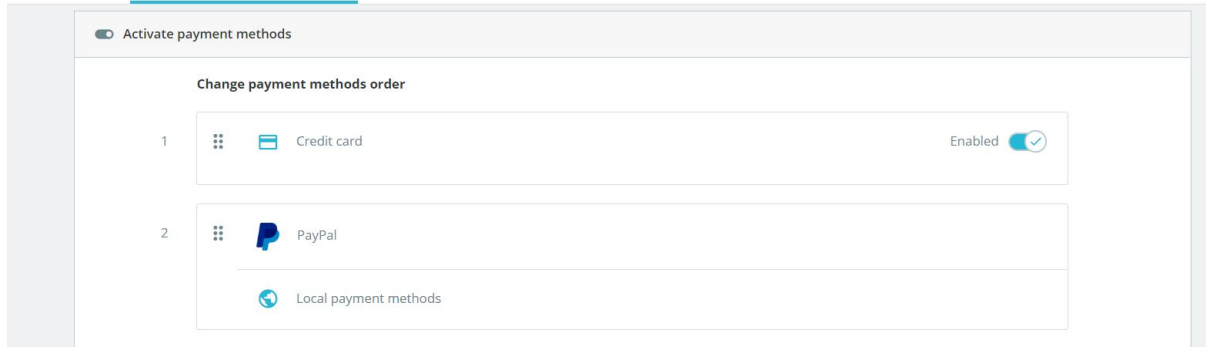 Activate payment methods
Change payment methods order
1 Credit card Enabled
2 PayPal
Local payment methods